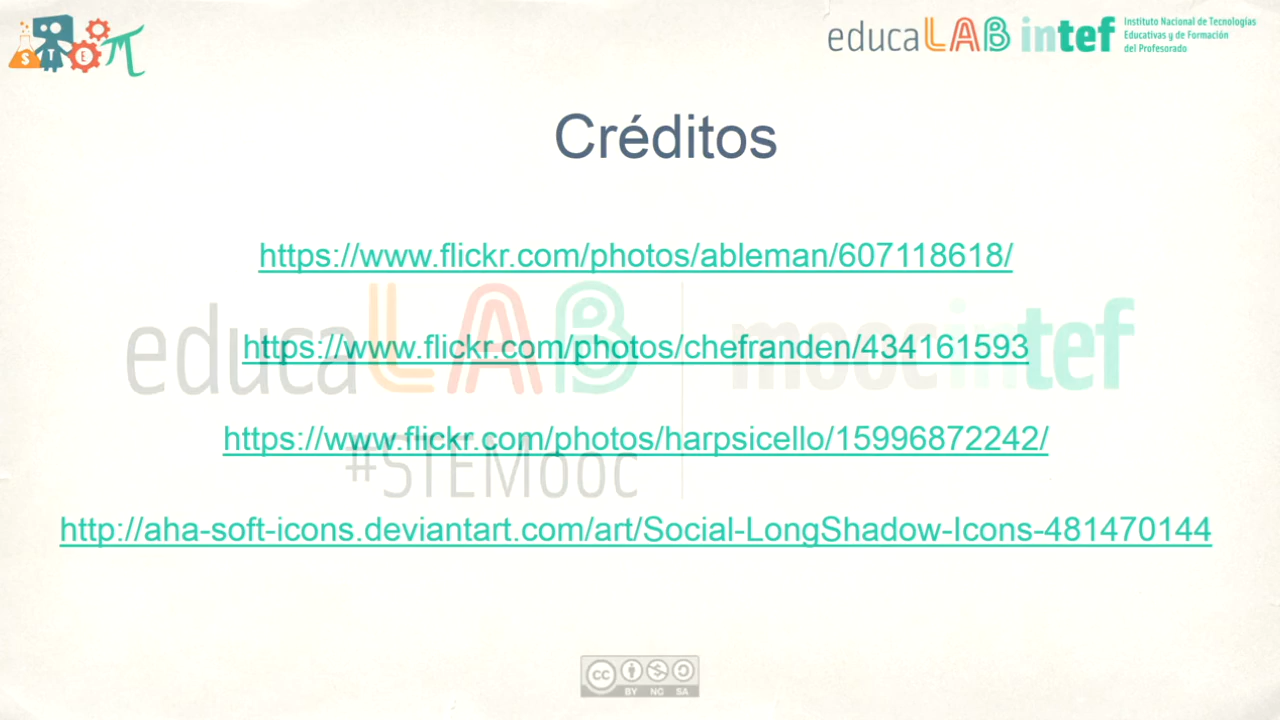 S T E
educaLAB intef Instituto Nacional de Tecnologías
Educativas y de Formación
del Profesorado
Créditos
https://www.flickr.com/photos/ableman/607118618/
https://www.flickr.com/photos/chefranden/434161593
educaLAB moocintef
https://www.flickr.com/photos/harpsicello/15996872242/
#STEMooc
http://aha-soft-icons.deviantart.com/art/Social-LongShadow-Icons-481470144
cc
BY NC SA